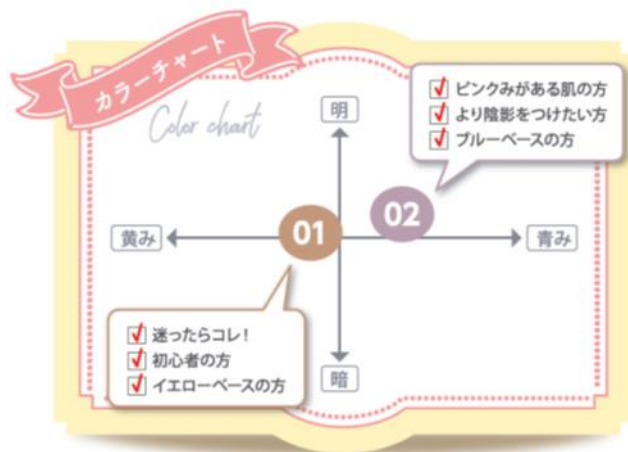 カラーチャート
Color chart
明
ピンクみがある肌の方
より陰影をつけたい方
ブルーベースの方
黄み
01
02
青み
迷ったらコレ!
初心者の方
イエローベースの方
暗